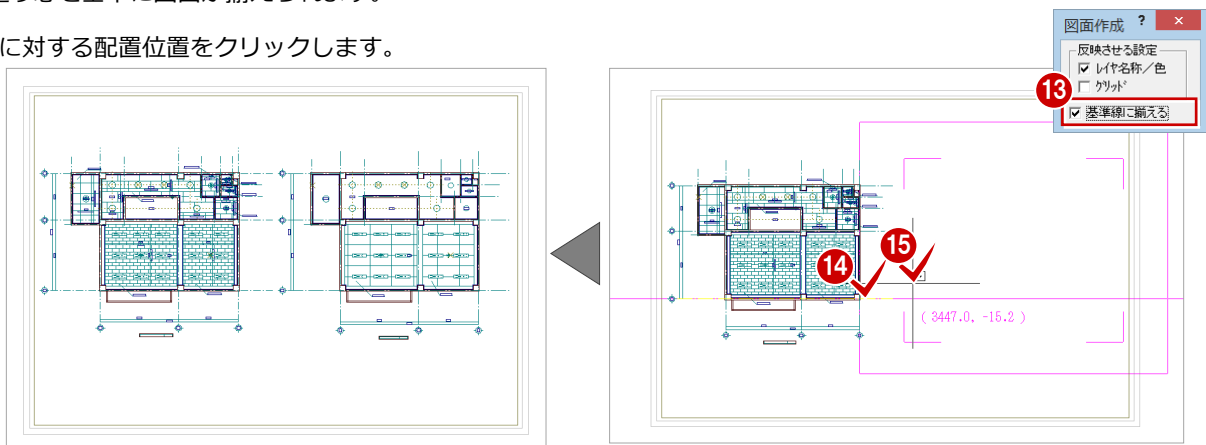 に対する配置位置をクリックします。
図面作成 ? ×
反映させる設定
レイヤ名称／色
グリッド
13
基準線に揃える
14
15
( 3447.0, -15.2 )